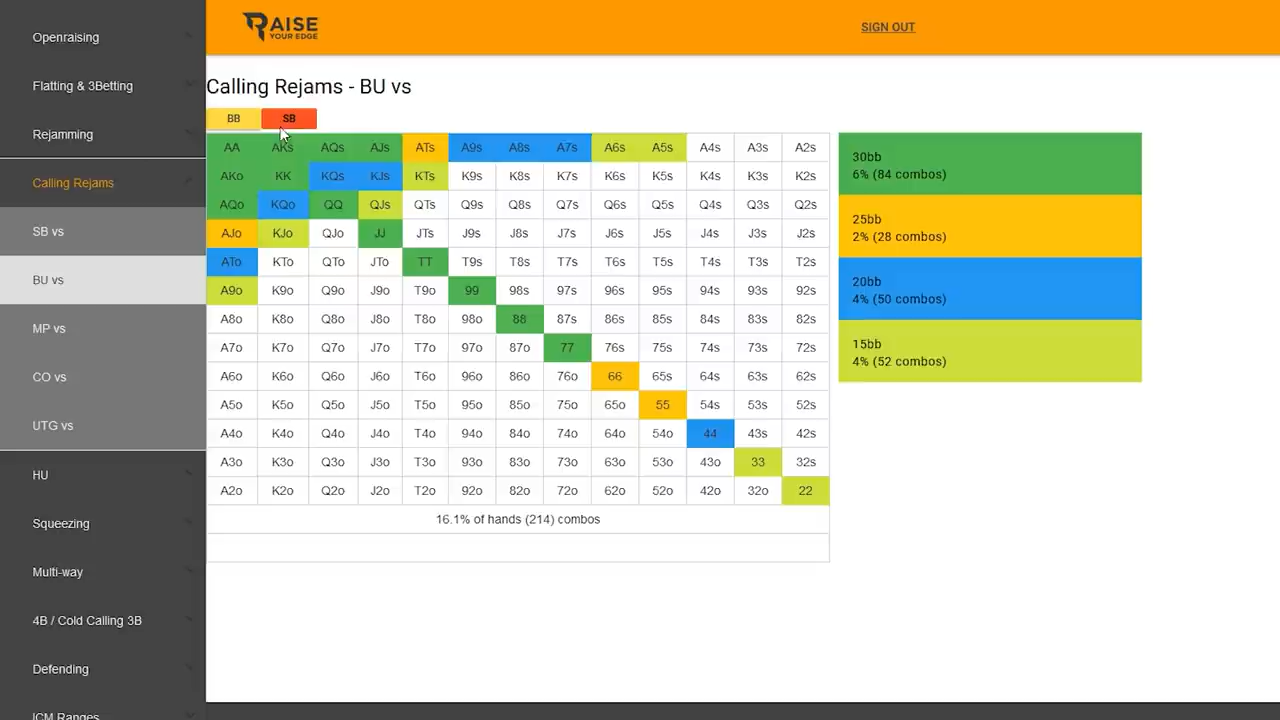 RAISE
YOUR EDGE
SIGN OUT
Openraising
Flatting & 3Betting
Rejamming
Calling Rejams
SB vs
BU vs
MP vs
CO vs
UTG vs
HU
Squeezing
Multi-way
4B / Cold Calling 3B
Defending
ICM Ranges
Calling Rejams - BU vs
BB SB
AA AKs AQs AJs ATs A9s A8s A7s A6s A5s A4s A3s A2s
AKo KK KQs KJs KTs K9s K8s K7s K6s K5s K4s K3s K2s
AQo KQo QQ QJs QTs Q9s Q8s Q7s Q6s Q5s Q4s Q3s Q2s
AJo KJo QJo JJ JTs J9s J8s J7s J6s J5s J4s J3s J2s
ATo KTo QTo JTo TT T9s T8s T7s T6s T5s T4s T3s T2s
A9o K9o Q9o J9o T9o 99 98s 97s 96s 95s 94s 93s 92s
A8o K8o Q8o J8o T8o 98o 88 87s 86s 85s 84s 83s 82s
A7o K7o Q7o J7o T7o 97o 87o 77 76s 75s 74s 73s 72s
A6o K6o Q6o J6o T6o 96o 86o 76o 66 65s 64s 63s 62s
A5o K5o Q5o J5o T5o 95o 85o 75o 65o 55 54s 53s 52s
A4o K4o Q4o J4o T4o 94o 84o 74o 64o 54o 44 43s 42s
A3o K3o Q3o J3o T3o 93o 83o 73o 63o 53o 43o 33 32s
A2o K2o Q2o J2o T2o 92o 82o 72o 62o 52o 42o 32o 22
16.1% of hands (214) combos
30bb
6% (84 combos)
25bb
2% (28 combos)
20bb
4% (50 combos)
15bb
4% (52 combos)